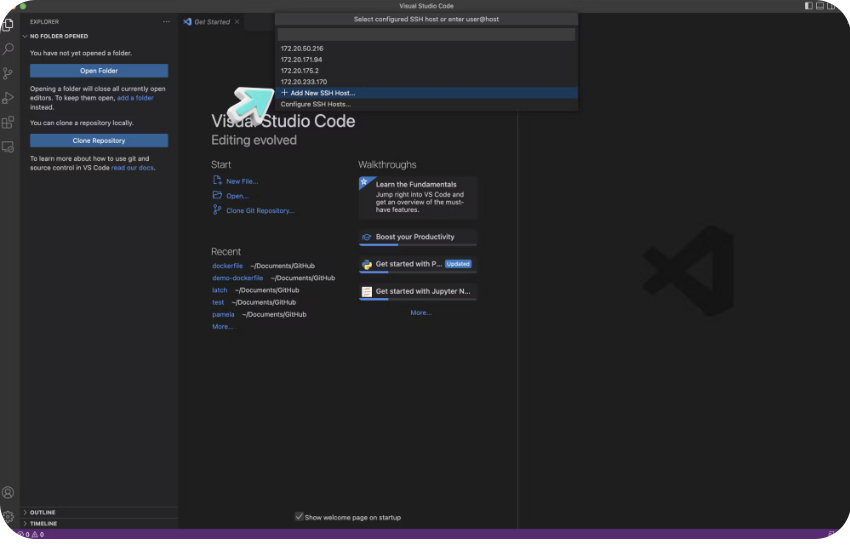 Visual Studio Code
EXPLORER
NO FOLDER OPENED
You have not yet opened a folder.
Open Folder
Opening a folder will close all currently open
editors. To keep them open, add a folder
instead.
You can clone a repository locally.
Clone Repository
To learn more about how to use git and
source control in VS Code read our docs.
OUTLINE
TIMELINE
0 0
Get Started
Select configured SSH host or enter user@host
172.20.50.216
172.20.171.94
172.20.175.2
172.20.233.170
+ Add New SSH Host...
Configure SSH Hosts...
Visual Studio Code
Editing evolved
Start
New File...
Open...
Clone Git Repository...
Recent
dockerfile ~/Documents/GitHub
demo-dockerfile ~/Documents/GitHub
latch ~/Documents/GitHub
test ~/Documents/GitHub
pamela ~/Documents/GitHub
More...
Walkthroughs
Learn the Fundamentals
Jump right into VS Code and
get an overview of the must-
have features.
Boost your Productivity
Get started with P... Updated
Get started with Jupyter N...
More...
Show welcome page on startup